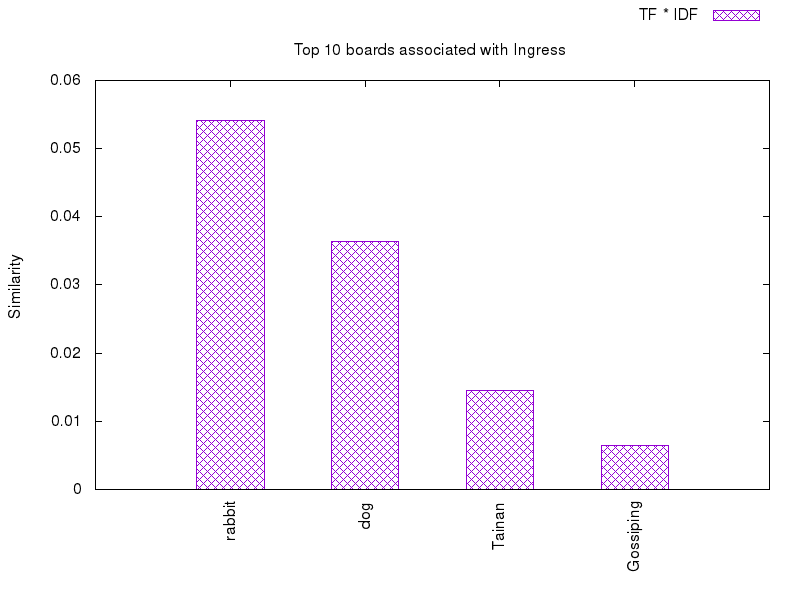 TF * IDF
Top 10 boards associated with Ingress
0.06
0.05
0.04
0.03
0.02
0.01
0
Similarity
rabbit
dog
Tainan
Gossiping